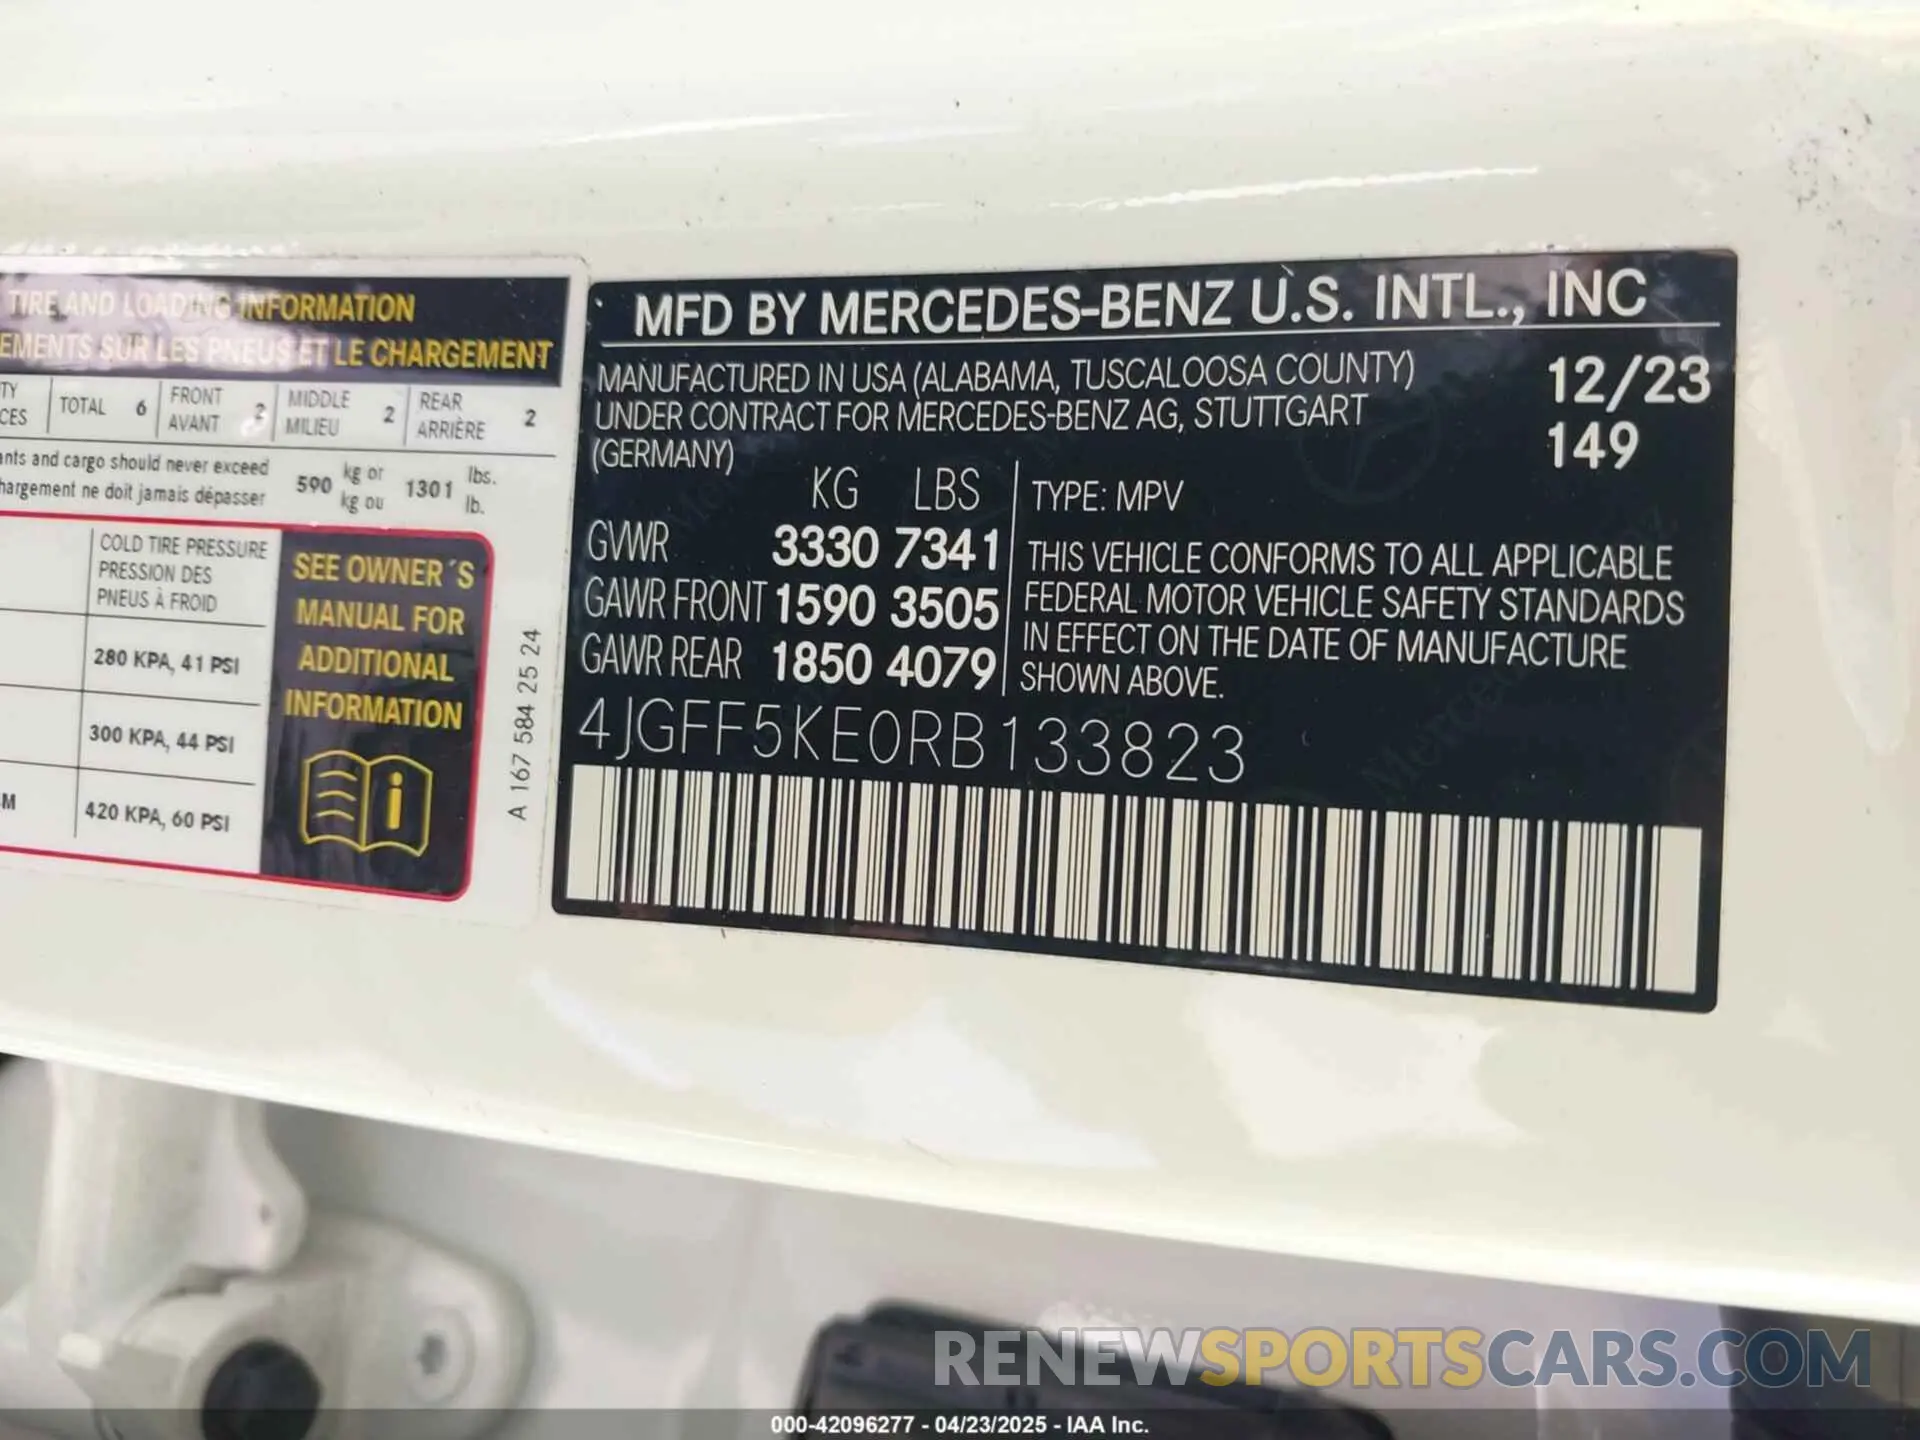 TIRE AND LOADING INFORMATION
EMENTS SUR LES PNEUS ET LE CHARGEMENT
TY
CES
TOTAL 6
FRONT
AVANT 2
MIDDLE
MILIEU 2
REAR
ARRIÈRE 2
ants and cargo should never exceed
hargement ne doit jamais dépasser
590 kg or
kg ou
1301 lbs.
lb.
COLD TIRE PRESSURE
PRESSION DES
PNEUS À FROID
280 KPA, 41 PSI
300 KPA, 44 PSI
M 420 KPA, 60 PSI
SEE OWNER´S
MANUAL FOR
ADDITIONAL
INFORMATION
A 167 584 25 24
MFD BY MERCEDES-BENZ U.S. INTL., INC
MANUFACTURED IN USA (ALABAMA, TUSCALOOSA COUNTY)
UNDER CONTRACT FOR MERCEDES-BENZ AG, STUTTGART
(GERMANY)
12/23
149
KG LBS
GVWR 3330 7341
GAWR FRONT 1590 3505
GAWR REAR 1850 4079
TYPE: MPV
THIS VEHICLE CONFORMS TO ALL APPLICABLE
FEDERAL MOTOR VEHICLE SAFETY STANDARDS
IN EFFECT ON THE DATE OF MANUFACTURE
SHOWN ABOVE.
4JGFF5KE0RB133823
RENEWSPORTSCARS.COM
000-42096277 - 04/23/2025 - IAA Inc.